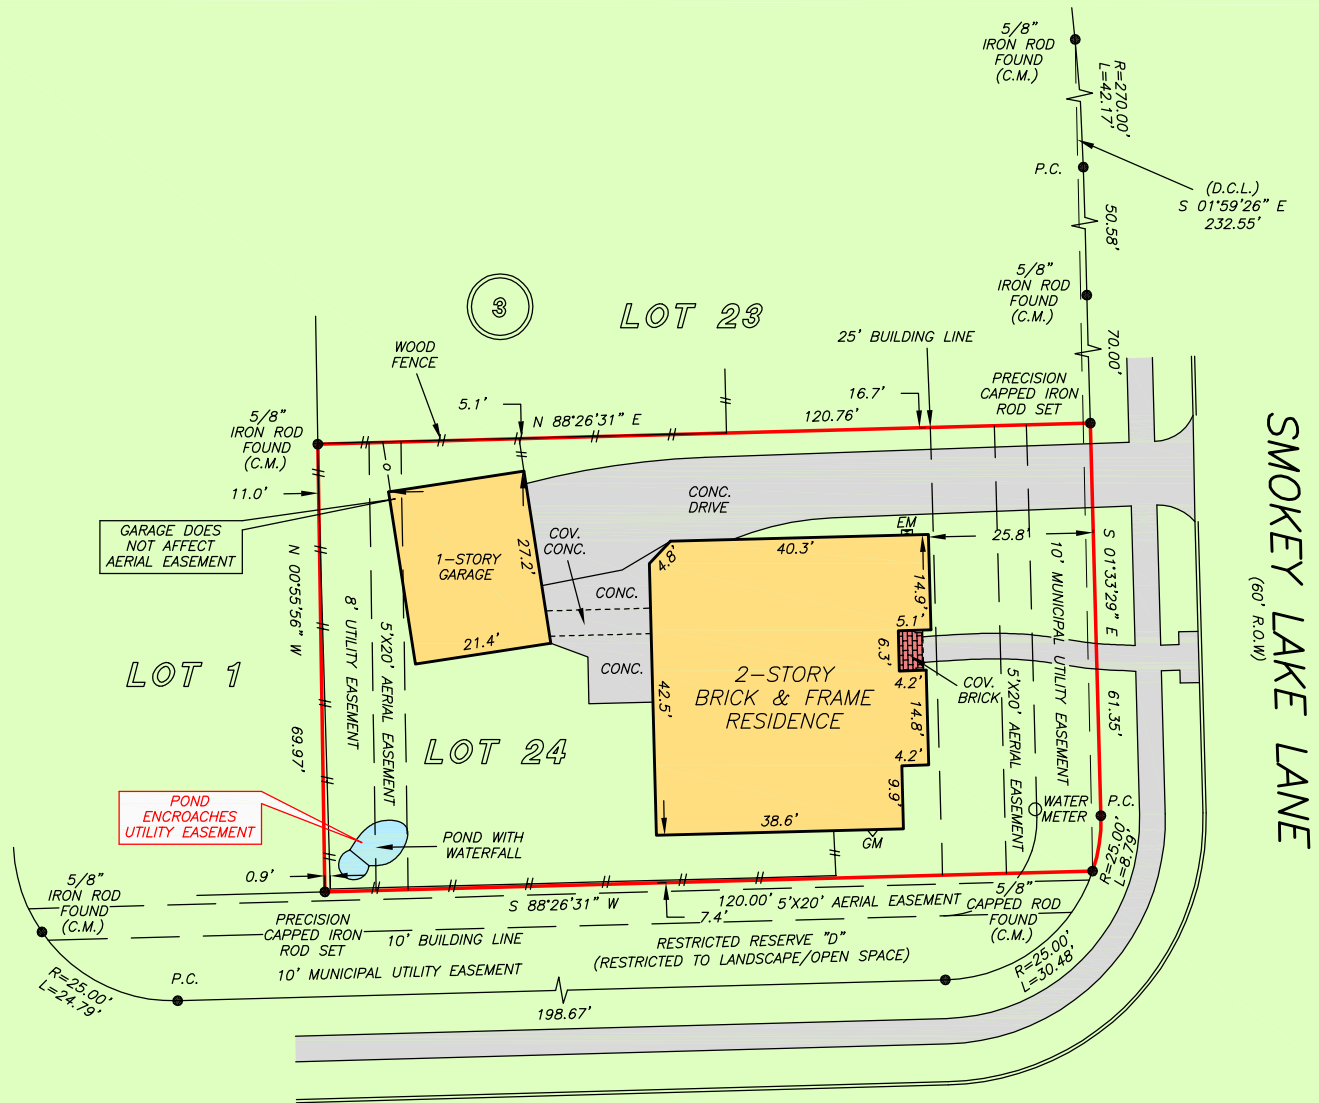 5/8"
IRON ROD
FOUND
(C.M.)
R=270.00'
L=42.17'
P.C.
(D.C.L.)
S 01°59'26" E
232.55'
50.58'
5/8"
IRON ROD
FOUND
(C.M.)
70.00'
3
LOT 23
25' BUILDING LINE
WOOD
FENCE
PRECISION
CAPPED IRON
ROD SET
5.1'
N 88°26'31" E
16.7'
120.76'
5/8"
IRON ROD
FOUND
(C.M.)
11.0'
GARAGE DOES
NOT AFFECT
AERIAL EASEMENT
CONC.
DRIVE
EM
25.8'
COV.
CONC.
1-STORY
GARAGE
27.2'
21.4'
CONC.
CONC.
4.8'
40.3'
14.9'
5.1'
6.3'
4.2'
COV.
BRICK
14.8'
4.2'
9.9'
42.5'
38.6'
2-STORY
BRICK & FRAME
RESIDENCE
N 00°55'56" W
69.97'
8' UTILITY EASEMENT
5'X20' AERIAL EASEMENT
LOT 1
LOT 24
5'X20' AERIAL EASEMENT
10' MUNICIPAL UTILITY EASEMENT
S 01°33'29" E
61.35'
SMOKEY LAKE LANE
(60' R.O.W)
POND
ENCROACHES
UTILITY EASEMENT
POND WITH
WATERFALL
GM
WATER
METER
P.C.
R=25.00'
L=8.79'
0.9'
5/8"
IRON ROD
FOUND
(C.M.)
S 88°26'31" W
120.00'
7.4'
5'X20' AERIAL EASEMENT
5/8"
CAPPED ROD
FOUND
(C.M.)
PRECISION
CAPPED IRON
ROD SET
10' BUILDING LINE
10' MUNICIPAL UTILITY EASEMENT
RESTRICTED RESERVE "D"
(RESTRICTED TO LANDSCAPE/OPEN SPACE)
R=25.00'
L=30.48'
R=25.00'
L=24.79'
P.C.
198.67'